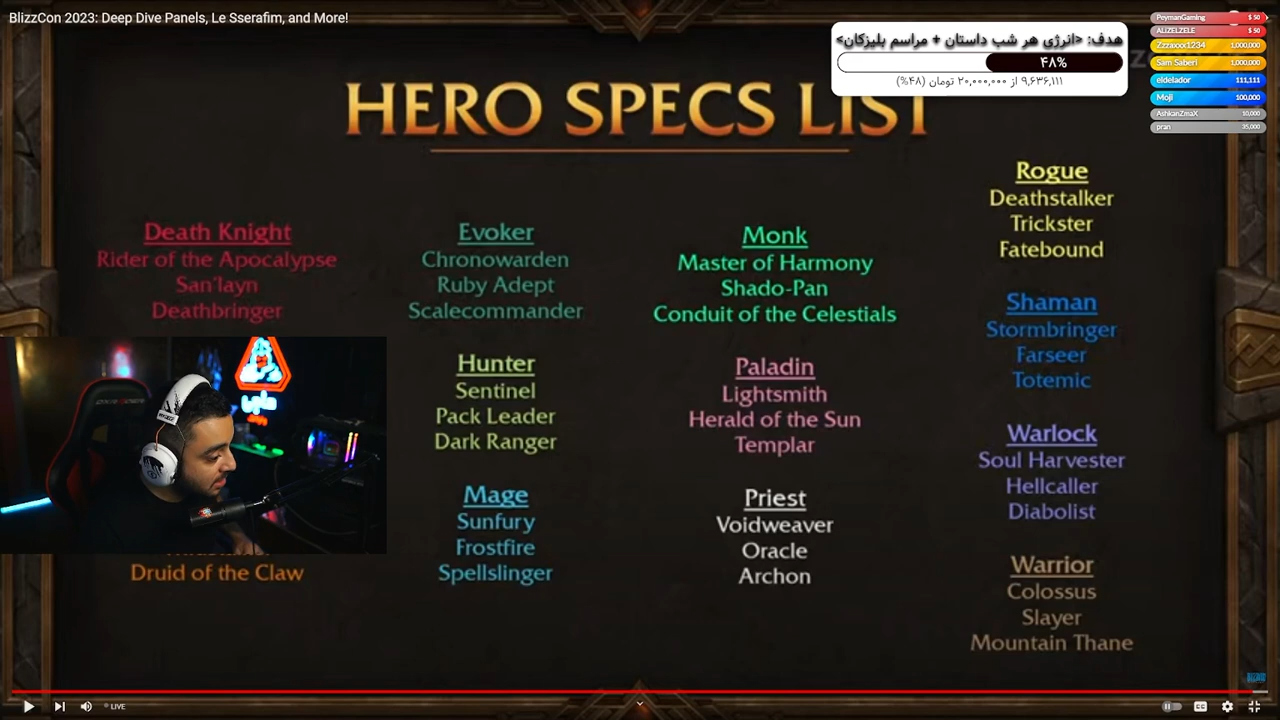 BlizzCon 2023: Deep Dive Panels, Le Sserafim, and More!
هدف: <انرژی هر شب داستان + مراسم بلیزکان>
۴۸%
۹,۶۳۶,۱۱۱ از ۲۰,۰۰۰,۰۰۰ تومان (۴۸%)
PeymanGaming $ 50
ALIZELZELE $ 50
Zzzaxxx1234 1,000,000
Sam Saberi 1,000,000
eldelador 111,111
Moji 100,000
AshkanZmaX 10,000
pran 35,000
HERO SPECS LIST
Death Knight
Rider of the Apocalypse
San'layn
Deathbringer
Druid of the Claw
Evoker
Chronowarden
Ruby Adept
Scalecommander
Hunter
Sentinel
Pack Leader
Dark Ranger
Mage
Sunfury
Frostfire
Spellslinger
Monk
Master of Harmony
Shado-Pan
Conduit of the Celestials
Paladin
Lightsmith
Herald of the Sun
Templar
Priest
Voidweaver
Oracle
Archon
Rogue
Deathstalker
Trickster
Fatebound
Shaman
Stormbringer
Farseer
Totemic
Warlock
Soul Harvester
Hellcaller
Diabolist
Warrior
Colossus
Slayer
Mountain Thane
LIVE
CC